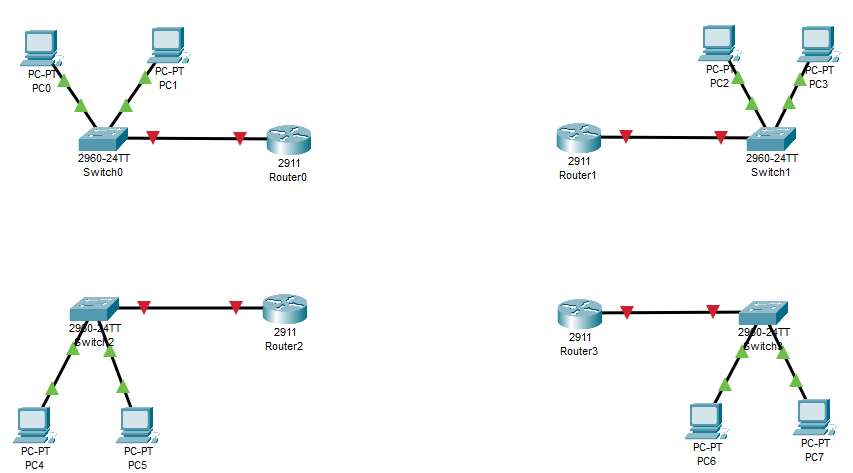 PC-PT
PC0
PC-PT
PC1
2960-24TT
Switch0
2911
Router0
PC-PT
PC2
PC-PT
PC3
2911
Router1
2960-24TT
Switch1
2960-24TT
Switch2
2911
Router2
2911
Router3
2960-24TT
Switch3
PC-PT
PC4
PC-PT
PC5
PC-PT
PC6
PC-PT
PC7